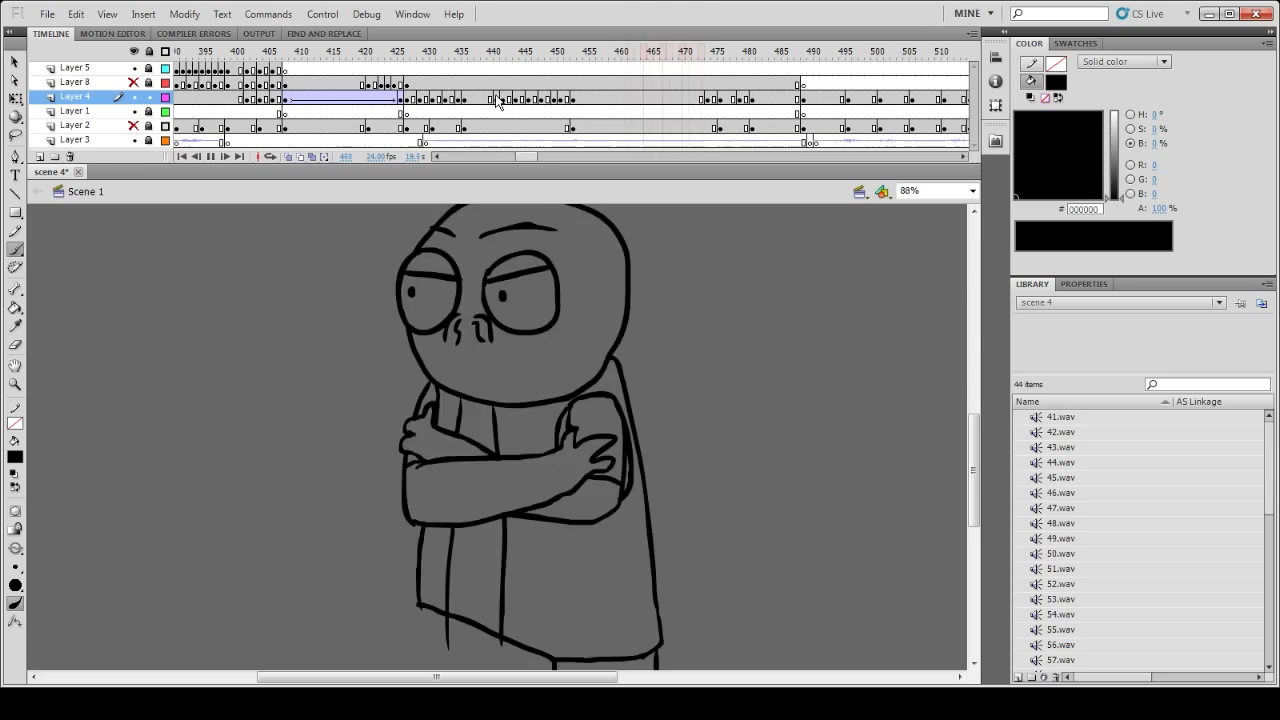 Fl File Edit View Insert Modify Text Commands Control Debug Window Help MINE CS Live
TIMELINE MOTION EDITOR COMPILER ERRORS OUTPUT FIND AND REPLACE
395 400 405 410 415 420 425 430 435 440 445 450 455 460 465 470 475 480 485 490 495 500 505 510
Layer 5
Layer 8
Layer 4
Layer 1
Layer 2
Layer 3
24.00fps
scene 4*
Scene 1 88%
COLOR SWATCHES
Solid color
H: 0 °
S: 0 %
B: 0 %
R: 0
G: 0
B: 0
# 000000 A: 100 %
LIBRARY PROPERTIES
scene 4
44 items
Name AS Linkage
41.wav
42.wav
43.wav
44.wav
45.wav
46.wav
47.wav
48.wav
49.wav
50.wav
51.wav
52.wav
53.wav
54.wav
55.wav
56.wav
57.wav